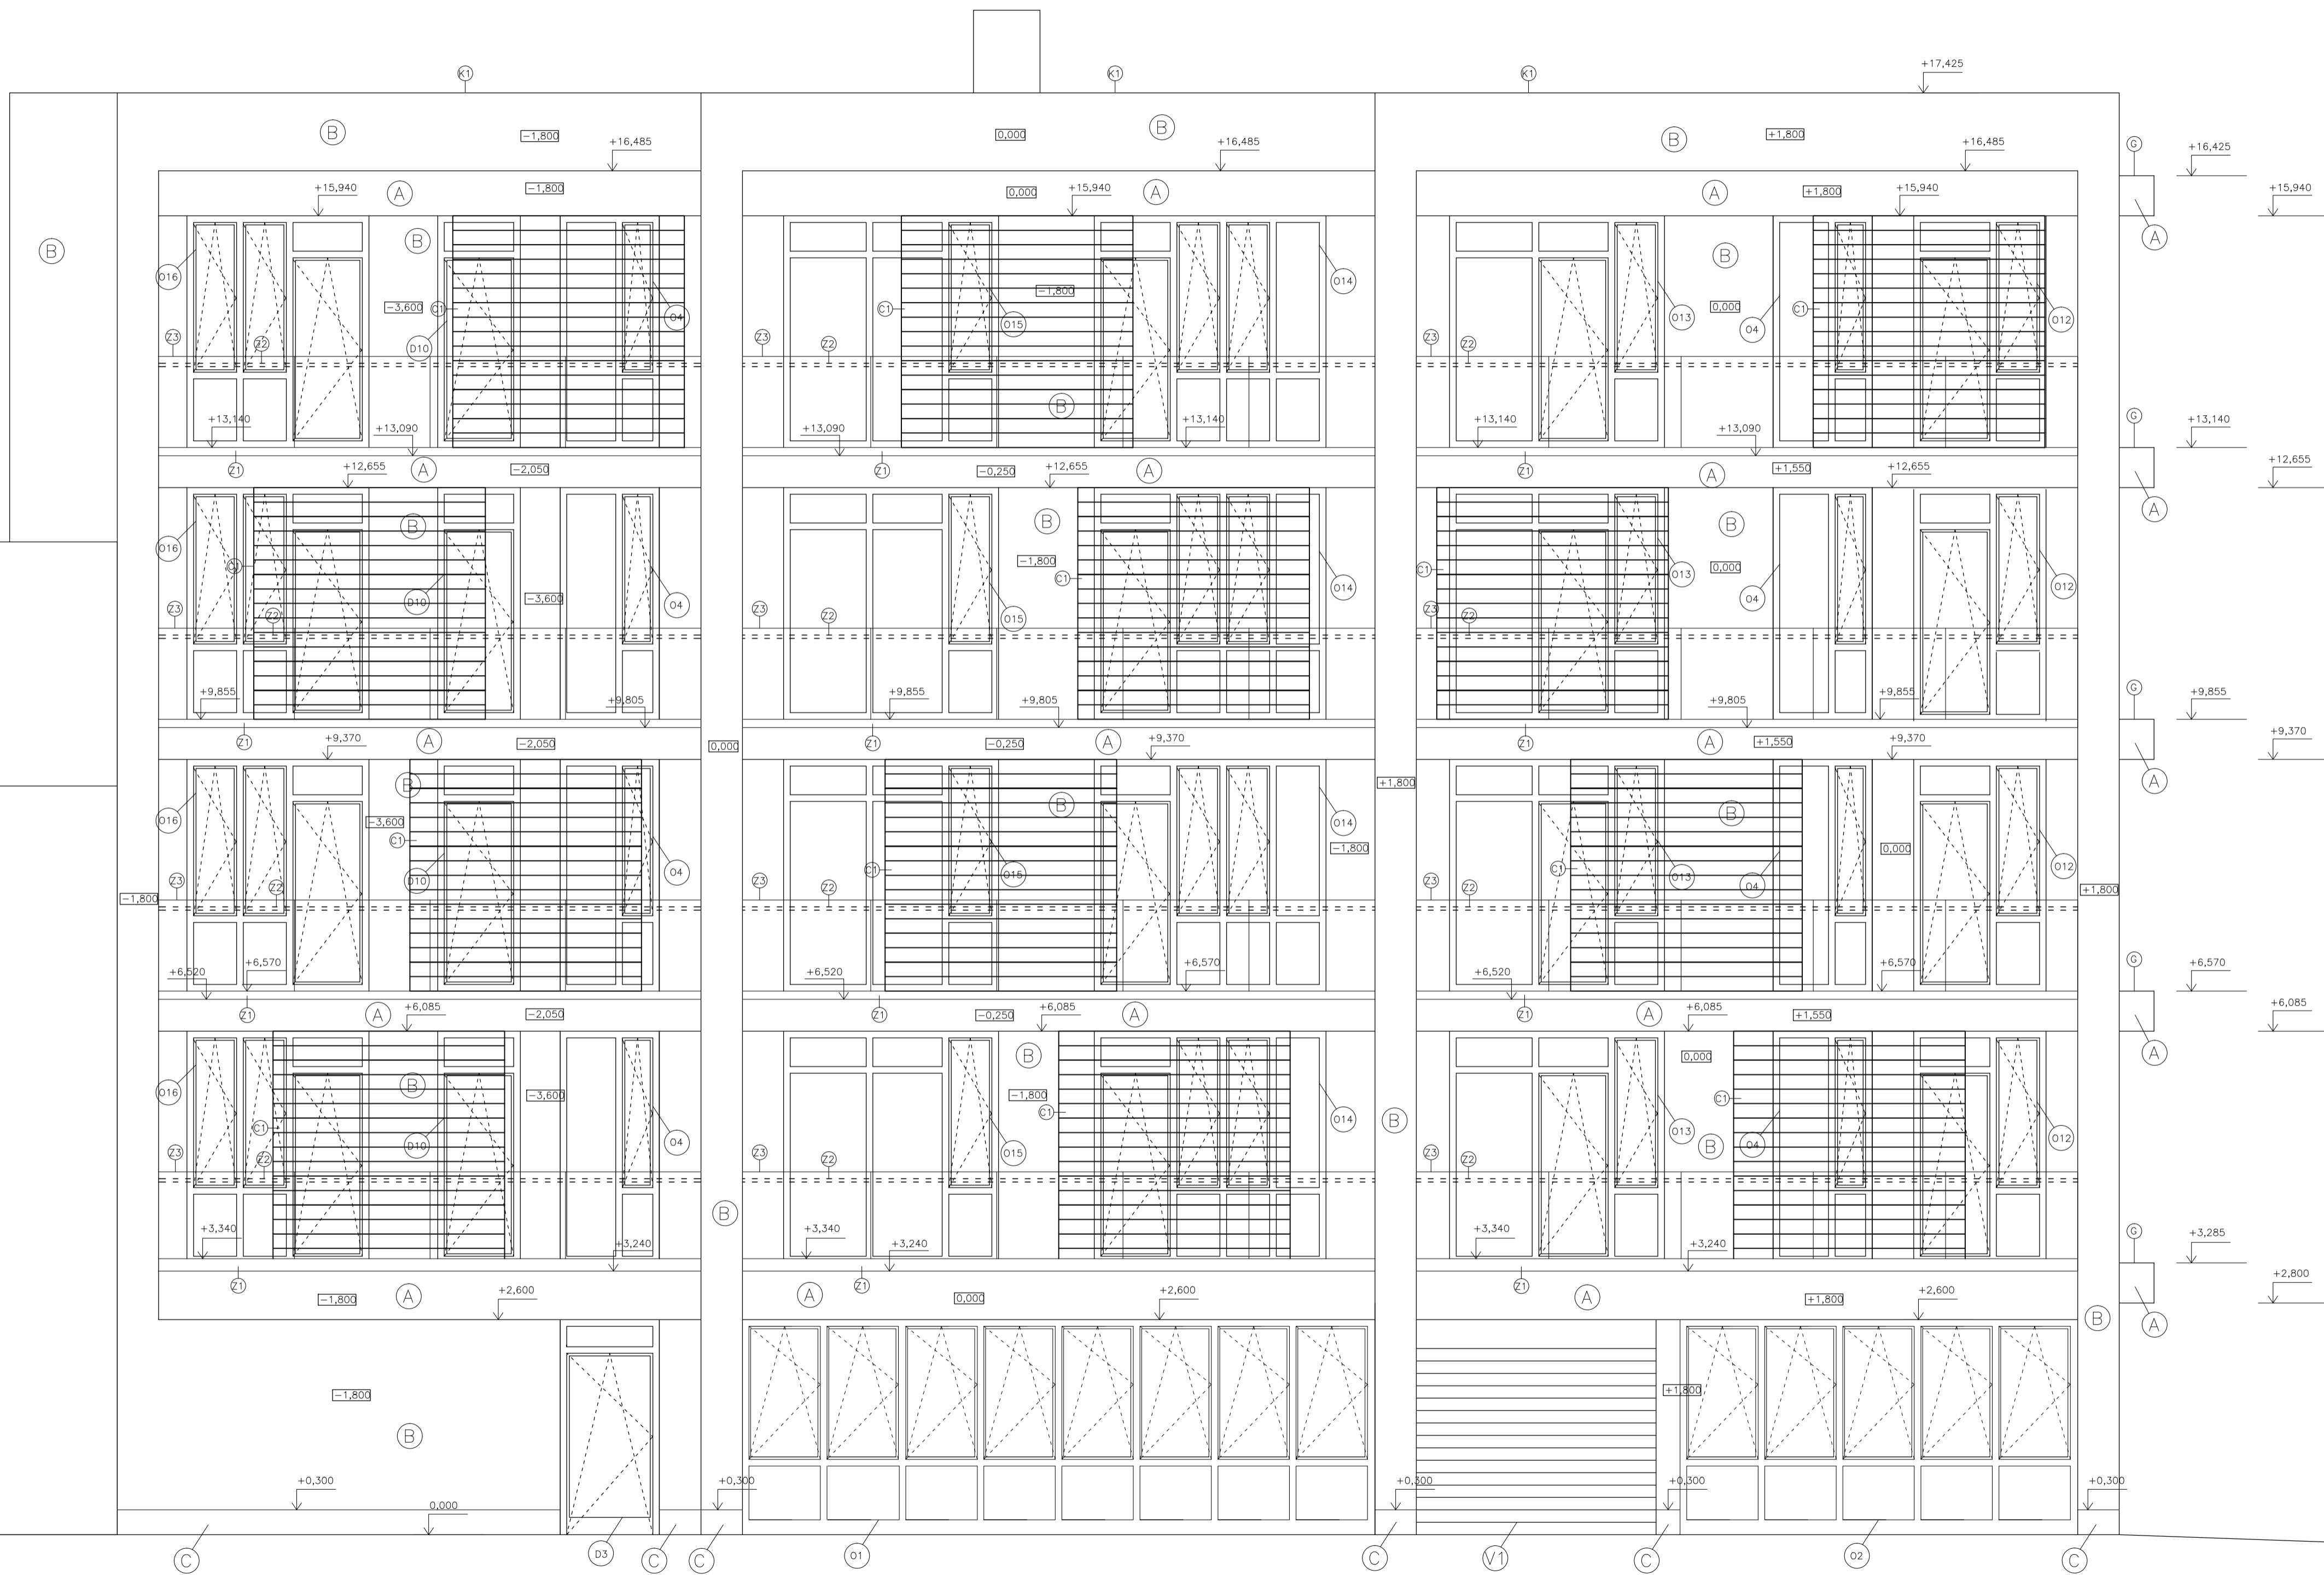 K1
K1
K1
+17,425
B
−1,800
0,000
B
B
+1,800
+16,485
+16,485
+16,485
G
+16,425
A
−1,800
+15,940
0,000
+15,940
A
A
+1,800
+15,940
+15,940
B
B
B
A
O16
−3,600
C1
O4
D10
C1
−1,800
O15
O14
O13
0,000
O4
C1
O12
Z3
Z2
Z3
Z2
Z3
Z2
B
+13,140
+13,090
+13,090
+13,140
+13,140
+13,090
G
+13,140
Z1
+12,655
A
−2,050
Z1
−0,250
+12,655
A
Z1
A
+1,550
+12,655
+12,655
A
O16
B
C1
D10
−3,600
O4
B
−1,800
C1
O15
O14
C1
O13
B
0,000
O4
O12
Z3
Z2
Z3
Z2
Z3
Z2
+9,855
+9,805
+9,855
+9,805
+9,805
+9,855
G
+9,855
Z1
+9,370
A
−2,050
0,000
Z1
−0,250
A
+9,370
Z1
A
+1,550
+9,370
+9,370
A
B
O16
−3,600
C1
D10
O4
B
C1
O15
O14
−1,800
+1,800
B
C1
O13
O4
0,000
O12
+1,800
−1,800
Z3
Z2
Z3
Z2
Z3
Z2
+6,520
+6,570
+6,520
+6,570
+6,520
+6,570
G
+6,570
Z1
A
+6,085
−2,050
Z1
−0,250
+6,085
A
Z1
A
+6,085
+1,550
+6,085
A
O16
B
C1
D10
−3,600
O4
B
−1,800
C1
O15
O14
B
0,000
C1
O13
B
O4
O12
Z3
Z2
Z3
Z2
Z3
Z2
B
+3,340
+3,240
+3,340
+3,240
+3,340
+3,240
G
+3,285
Z1
Z1
Z1
+2,800
−1,800
A
+2,600
A
0,000
+2,600
A
+1,800
+2,600
B
A
−1,800
+1,800
B
+0,300
0,000
+0,300
+0,300
+0,300
+0,300
C
D3
C
C
O1
C
V1
C
O2
C